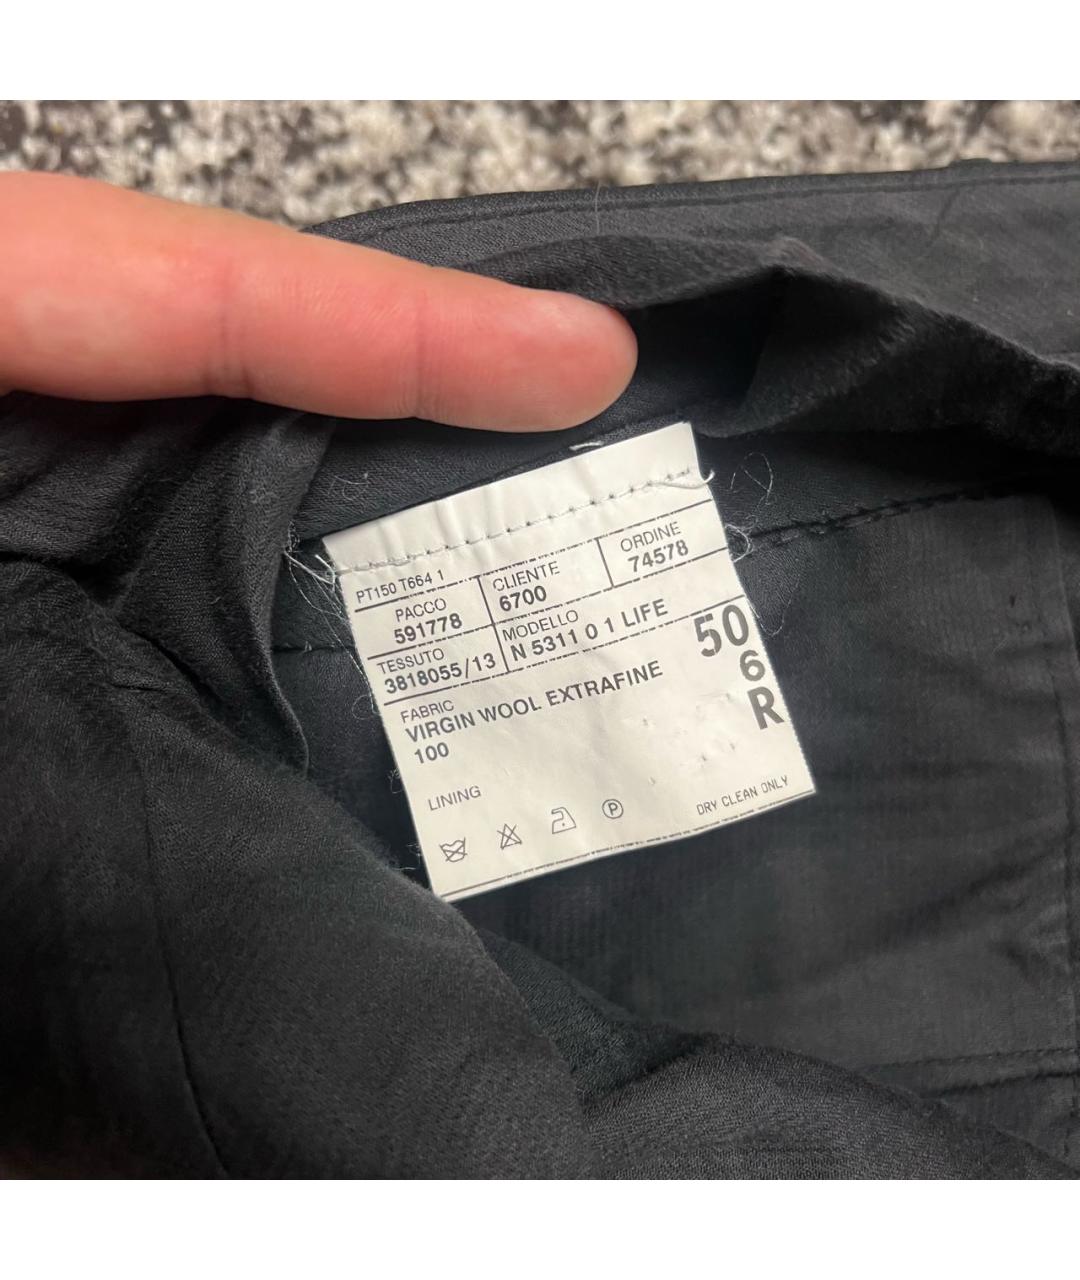 PT150 T664 1
PACCO
591778
CLIENTE
6700
ORDINE
74578
TESSUTO
3818055/13
MODELLO
N 5311 0 1 LIFE
50
6
R
FABRIC
VIRGIN WOOL EXTRAFINE
100
LINING
P
DRY CLEAN ONLY